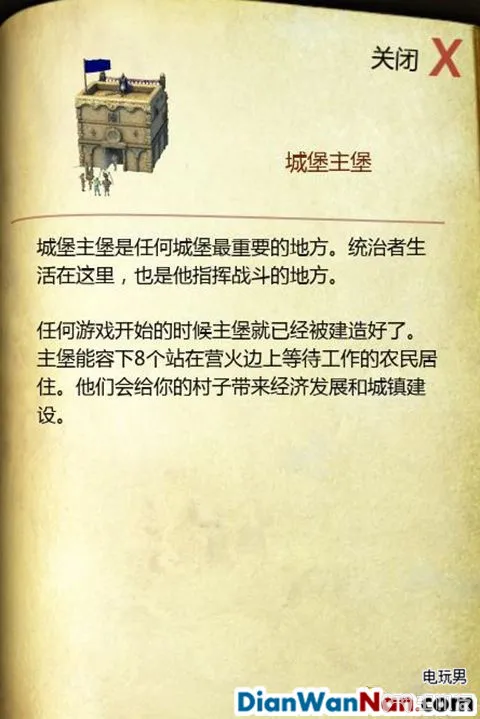 关闭 X
城堡主堡
城堡主堡是任何城堡最重要的地方。统治者生
活在这里，也是他指挥战斗的地方。
任何游戏开始的时候主堡就已经被建造好了。
主堡能容下8个站在营火边上等待工作的农民居
住。他们会给你的村子带来经济发展和城镇建
设。
电玩男
DianWanNan.com